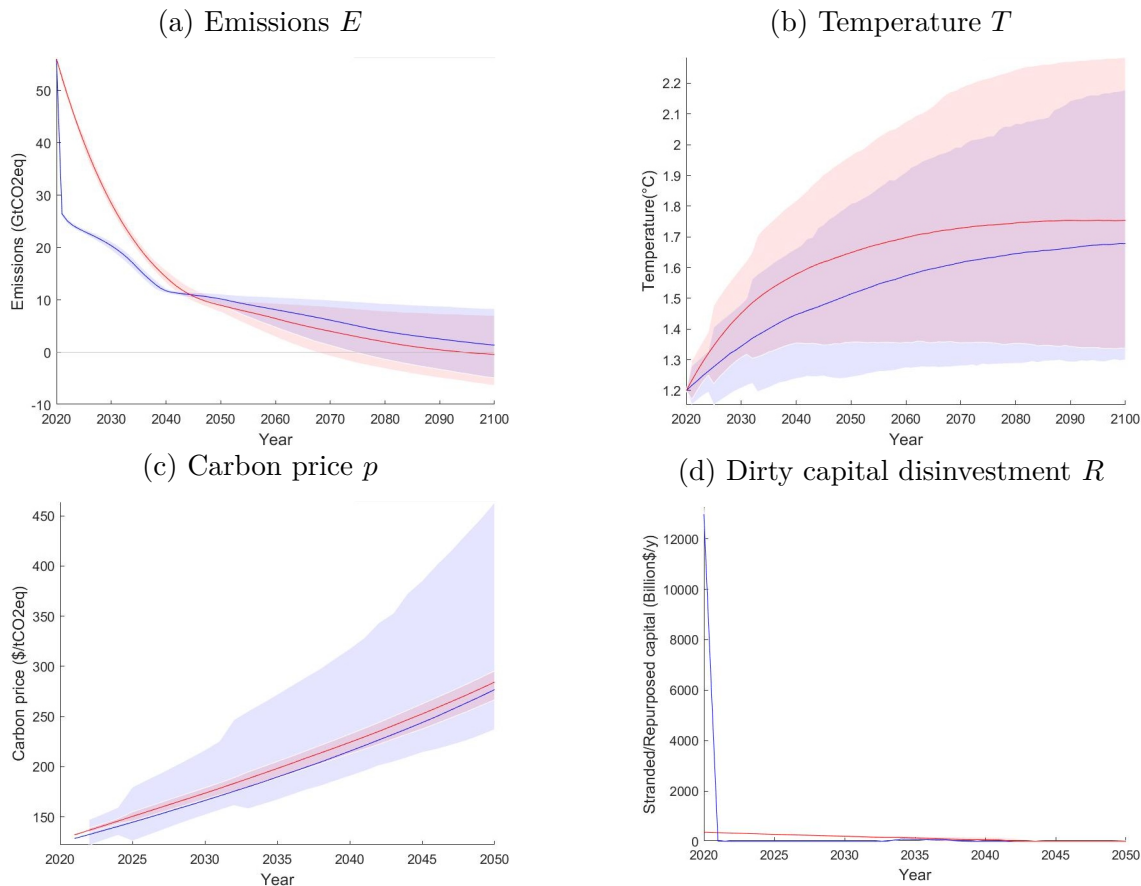 (a) Emissions E
(b) Temperature T
Emissions (GtCO2eq)
50
40
30
20
10
0
-10
2020 2030 2040 2050 2060 2070 2080 2090 2100
Year
Temperature(°C)
2.2
2.1
2
1.9
1.8
1.7
1.6
1.5
1.4
1.3
1.2
2020 2030 2040 2050 2060 2070 2080 2090 2100
Year
(c) Carbon price p
(d) Dirty capital disinvestment R
Carbon price ($/tCO2eq)
450
400
350
300
250
200
150
2020 2025 2030 2035 2040 2045 2050
Year
Stranded/Repurposed capital (Billion$/y)
12000
10000
8000
6000
4000
2000
0
2020 2025 2030 2035 2040 2045 2050
Year